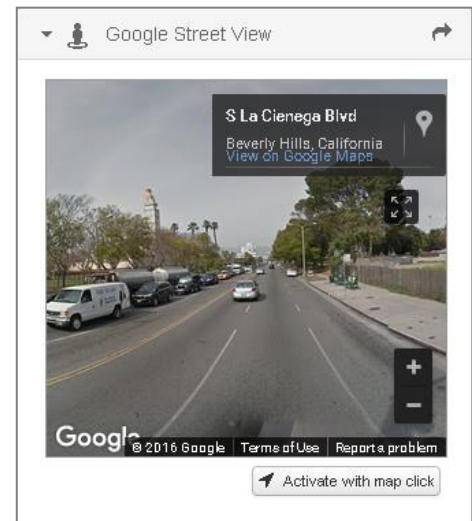 Google Street View
S La Cienega Blvd
Beverly Hills, California
View on Google Maps
+
−
Google
© 2016 Google Terms of Use Report a problem
Activate with map click